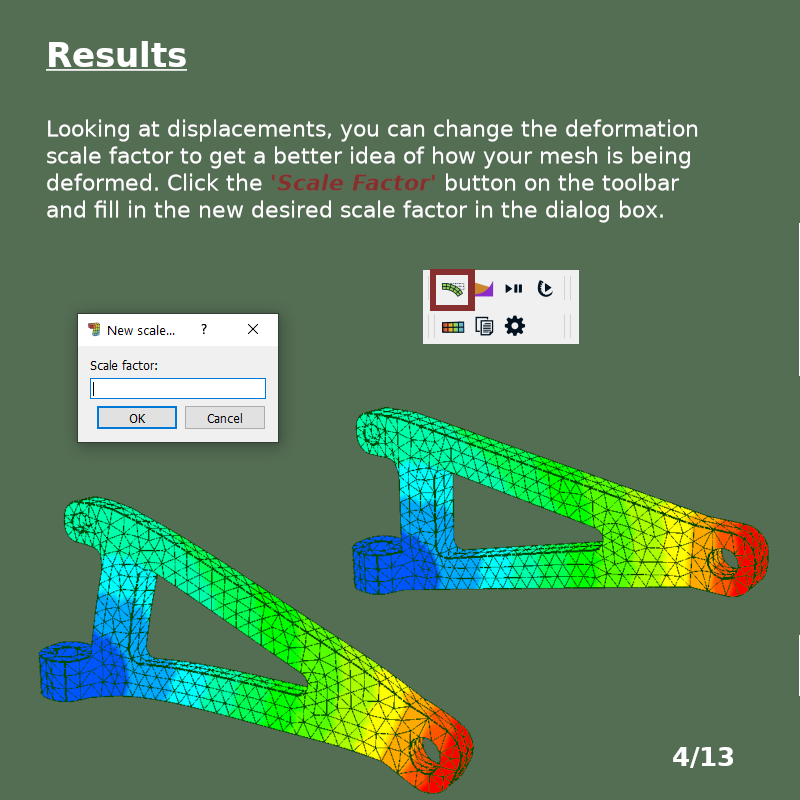 Results
Looking at displacements, you can change the deformation
scale factor to get a better idea of how your mesh is being
deformed. Click the 'Scale Factor' button on the toolbar
and fill in the new desired scale factor in the dialog box.
New scale... ?
Scale factor:
OK Cancel
4/13